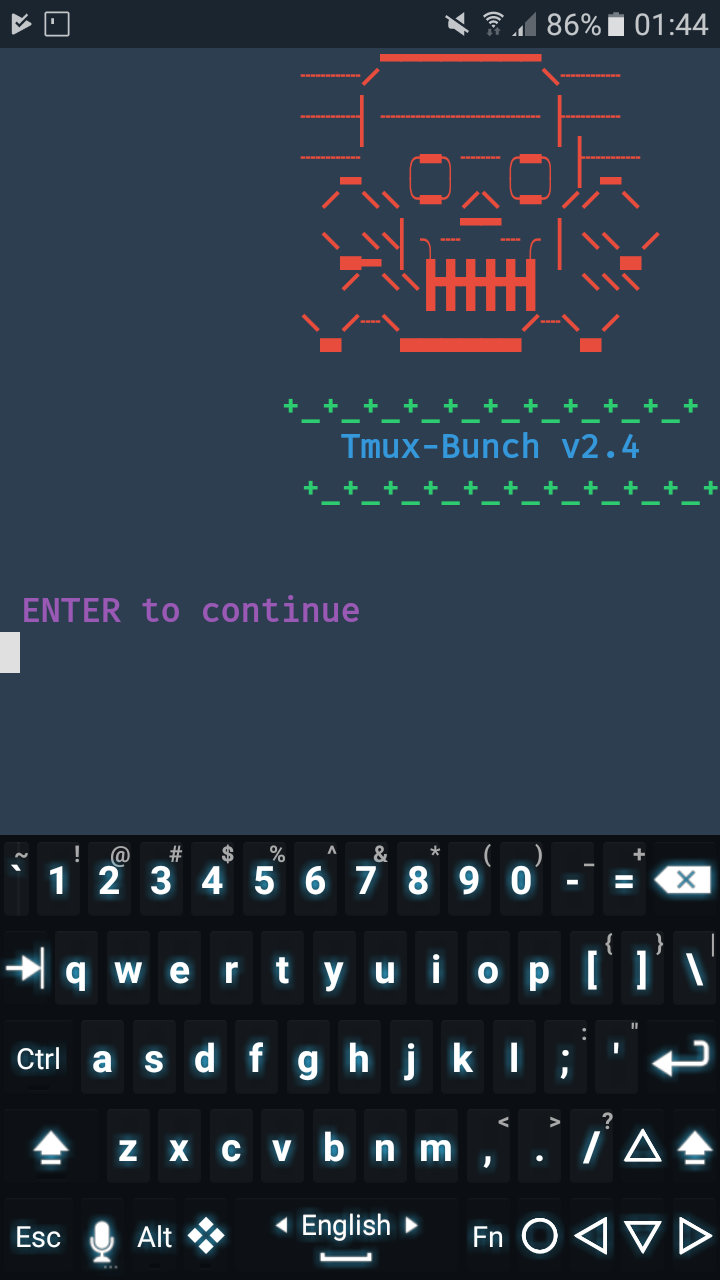 86% 01:44
+_+_+_+_+_+_+_+_+_+_+
Tmux-Bunch v2.4
+_+_+_+_+_+_+_+_+_+_+
ENTER to continue
~ ! @ # $ % ^ & * ( ) _ +
` 1 2 3 4 5 6 7 8 9 0 - =
{ } |
q w e r t y u i o p [ ] \
: "
Ctrl a s d f g h j k l ; '
< > ?
z x c v b n m , . /
Esc Alt English Fn